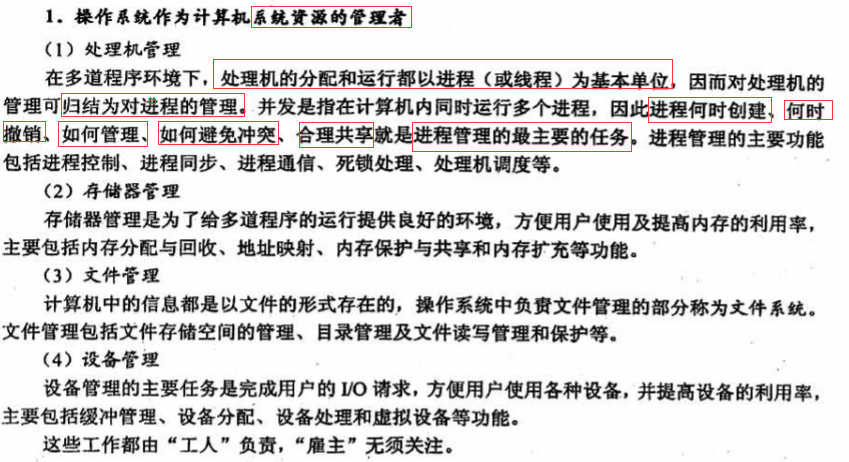 1．操作系统作为计算机系统资源的管理者
（1）处理机管理
在多道程序环境下，处理机的分配和运行都以进程（或线程）为基本单位，因而对处理机的
管理可归结为对进程的管理。并发是指在计算机内同时运行多个进程，因此进程何时创建、何时
撤销、如何管理、如何避免冲突、合理共享就是进程管理的最主要的任务。进程管理的主要功能
包括进程控制、进程同步、进程通信、死锁处理、处理机调度等。
（2）存储器管理
存储器管理是为了给多道程序的运行提供良好的环境，方便用户使用及提高内存的利用率，
主要包括内存分配与回收、地址映射、内存保护与共享和内存扩充等功能。
（3）文件管理
计算机中的信息都是以文件的形式存在的，操作系统中负责文件管理的部分称为文件系统。
文件管理包括文件存储空间的管理、目录管理及文件读写管理和保护等。
（4）设备管理
设备管理的主要任务是完成用户的 I/O 请求，方便用户使用各种设备，并提高设备的利用率，
主要包括缓冲管理、设备分配、设备处理和虚拟设备等功能。
这些工作都由“工人”负责，“雇主”无须关注。